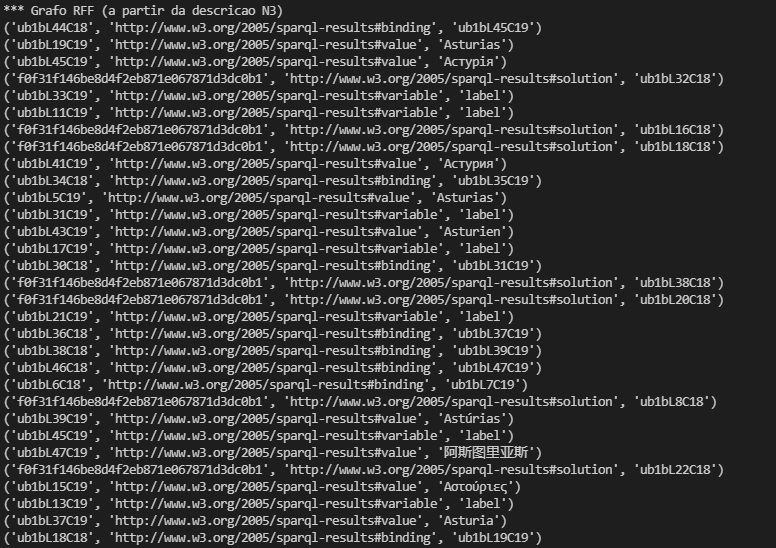 *** Grafo RFF (a partir da descricao N3)
('ub1bL44C18', 'http://www.w3.org/2005/sparql-results#binding', 'ub1bL45C19')
('ub1bL19C19', 'http://www.w3.org/2005/sparql-results#value', 'Asturias')
('ub1bL45C19', 'http://www.w3.org/2005/sparql-results#value', 'Астурія')
('f0f31f146be8d4f2eb871e067871d3dc0b1', 'http://www.w3.org/2005/sparql-results#solution', 'ub1bL32C18')
('ub1bL33C19', 'http://www.w3.org/2005/sparql-results#variable', 'label')
('ub1bL11C19', 'http://www.w3.org/2005/sparql-results#variable', 'label')
('f0f31f146be8d4f2eb871e067871d3dc0b1', 'http://www.w3.org/2005/sparql-results#solution', 'ub1bL16C18')
('f0f31f146be8d4f2eb871e067871d3dc0b1', 'http://www.w3.org/2005/sparql-results#solution', 'ub1bL18C18')
('ub1bL41C19', 'http://www.w3.org/2005/sparql-results#value', 'Астурия')
('ub1bL34C18', 'http://www.w3.org/2005/sparql-results#binding', 'ub1bL35C19')
('ub1bL5C19', 'http://www.w3.org/2005/sparql-results#value', 'Asturias')
('ub1bL31C19', 'http://www.w3.org/2005/sparql-results#variable', 'label')
('ub1bL43C19', 'http://www.w3.org/2005/sparql-results#value', 'Asturien')
('ub1bL17C19', 'http://www.w3.org/2005/sparql-results#variable', 'label')
('ub1bL30C18', 'http://www.w3.org/2005/sparql-results#binding', 'ub1bL31C19')
('f0f31f146be8d4f2eb871e067871d3dc0b1', 'http://www.w3.org/2005/sparql-results#solution', 'ub1bL38C18')
('f0f31f146be8d4f2eb871e067871d3dc0b1', 'http://www.w3.org/2005/sparql-results#solution', 'ub1bL20C18')
('ub1bL21C19', 'http://www.w3.org/2005/sparql-results#variable', 'label')
('ub1bL36C18', 'http://www.w3.org/2005/sparql-results#binding', 'ub1bL37C19')
('ub1bL38C18', 'http://www.w3.org/2005/sparql-results#binding', 'ub1bL39C19')
('ub1bL46C18', 'http://www.w3.org/2005/sparql-results#binding', 'ub1bL47C19')
('ub1bL6C18', 'http://www.w3.org/2005/sparql-results#binding', 'ub1bL7C19')
('f0f31f146be8d4f2eb871e067871d3dc0b1', 'http://www.w3.org/2005/sparql-results#solution', 'ub1bL8C18')
('ub1bL39C19', 'http://www.w3.org/2005/sparql-results#value', 'Astúrias')
('ub1bL45C19', 'http://www.w3.org/2005/sparql-results#variable', 'label')
('ub1bL47C19', 'http://www.w3.org/2005/sparql-results#value', '阿斯图里亚斯')
('f0f31f146be8d4f2eb871e067871d3dc0b1', 'http://www.w3.org/2005/sparql-results#solution', 'ub1bL22C18')
('ub1bL15C19', 'http://www.w3.org/2005/sparql-results#value', 'Αστούριες')
('ub1bL13C19', 'http://www.w3.org/2005/sparql-results#variable', 'label')
('ub1bL37C19', 'http://www.w3.org/2005/sparql-results#value', 'Asturia')
('ub1bL18C18', 'http://www.w3.org/2005/sparql-results#binding', 'ub1bL19C19')